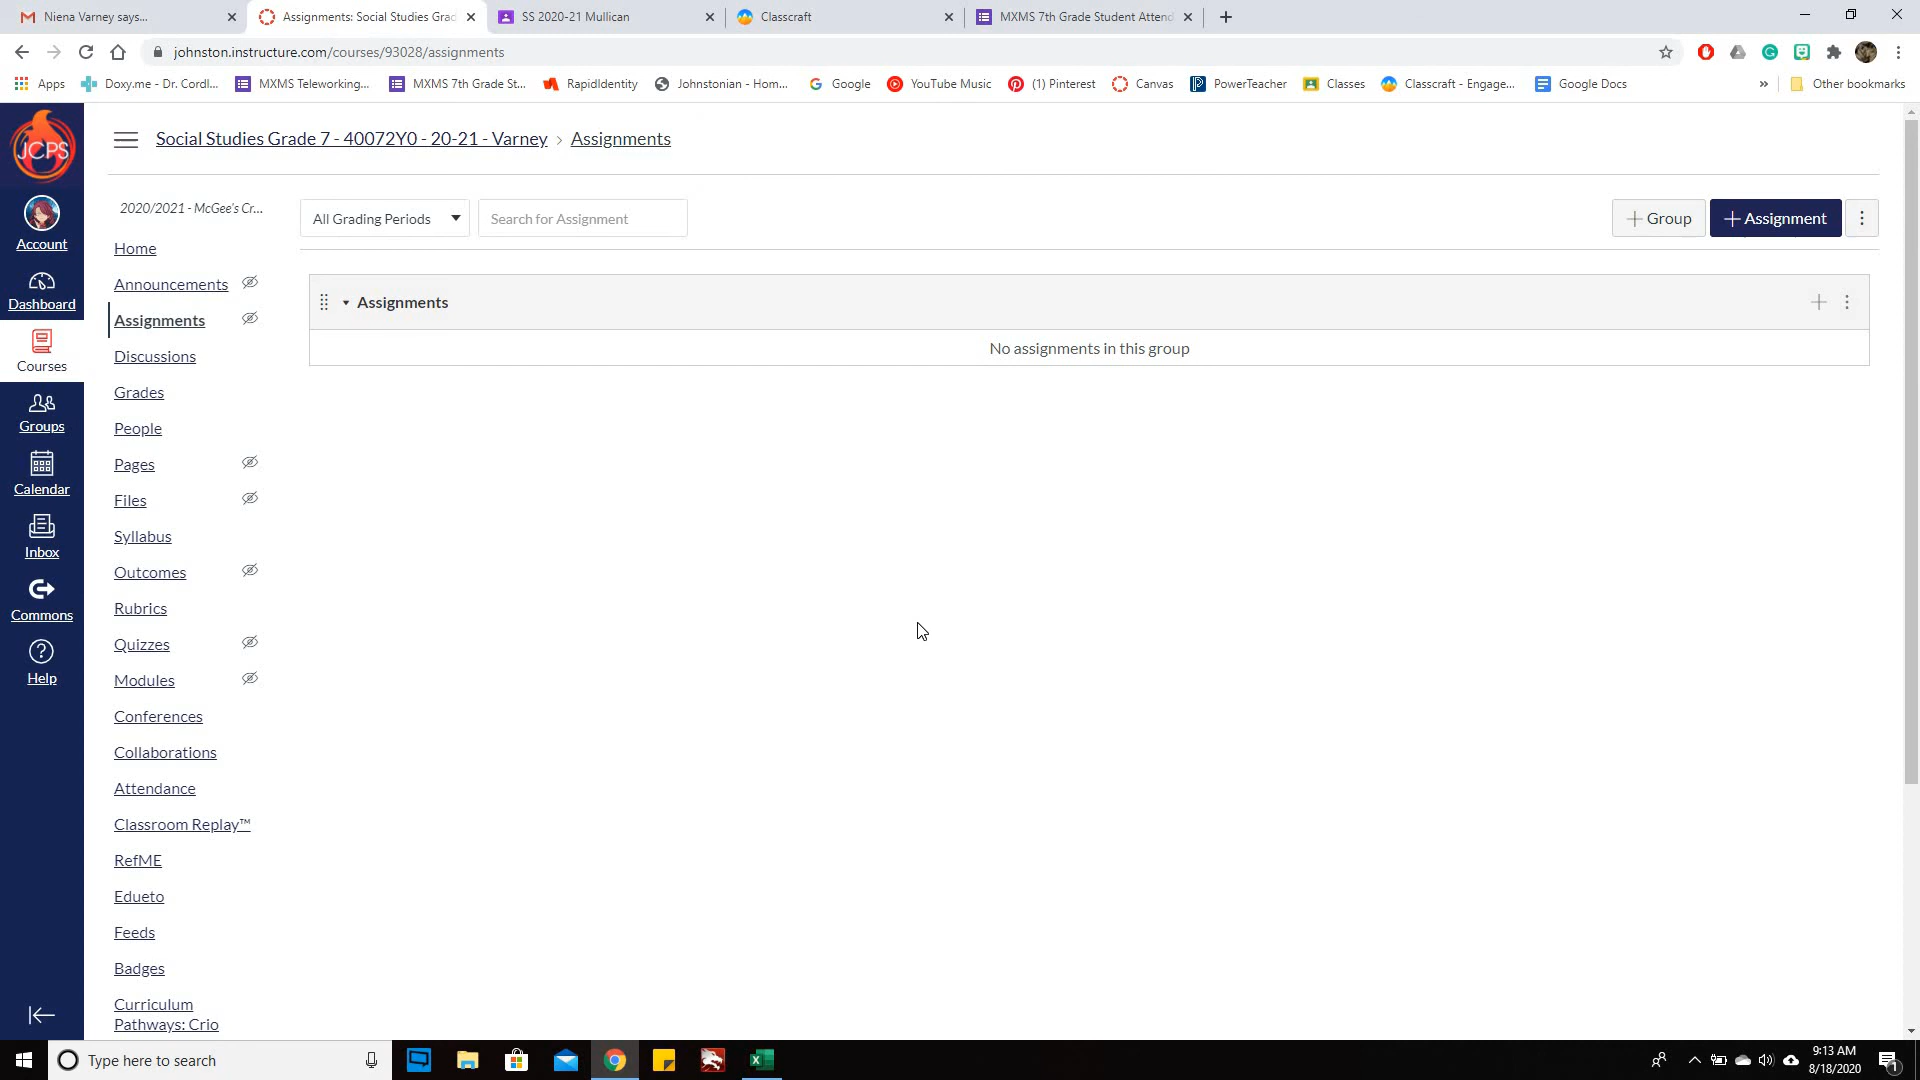 Niena Varney says...
Assignments: Social Studies Grad
SS 2020-21 Mullican
Classcraft
MXMS 7th Grade Student Attend
johnston.instructure.com/courses/93028/assignments
Apps
Doxy.me - Dr. Cordl...
MXMS Teleworking...
MXMS 7th Grade St...
RapidIdentity
Johnstonian - Hom...
Google
YouTube Music
(1) Pinterest
Canvas
PowerTeacher
Classes
Classcraft - Engage...
Google Docs
»
Other bookmarks
JCPS
Account
Dashboard
Courses
Groups
Calendar
Inbox
Commons
Help
Social Studies Grade 7 - 40072Y0 - 20-21 - Varney › Assignments
2020/2021 - McGee's Cr...
Home
Announcements
Assignments
Discussions
Grades
People
Pages
Files
Syllabus
Outcomes
Rubrics
Quizzes
Modules
Conferences
Collaborations
Attendance
Classroom Replay™
RefME
Edueto
Feeds
Badges
Curriculum
Pathways: Crio
All Grading Periods
Search for Assignment
+ Group
+ Assignment
Assignments
No assignments in this group
Type here to search
9:13 AM
8/18/2020
1